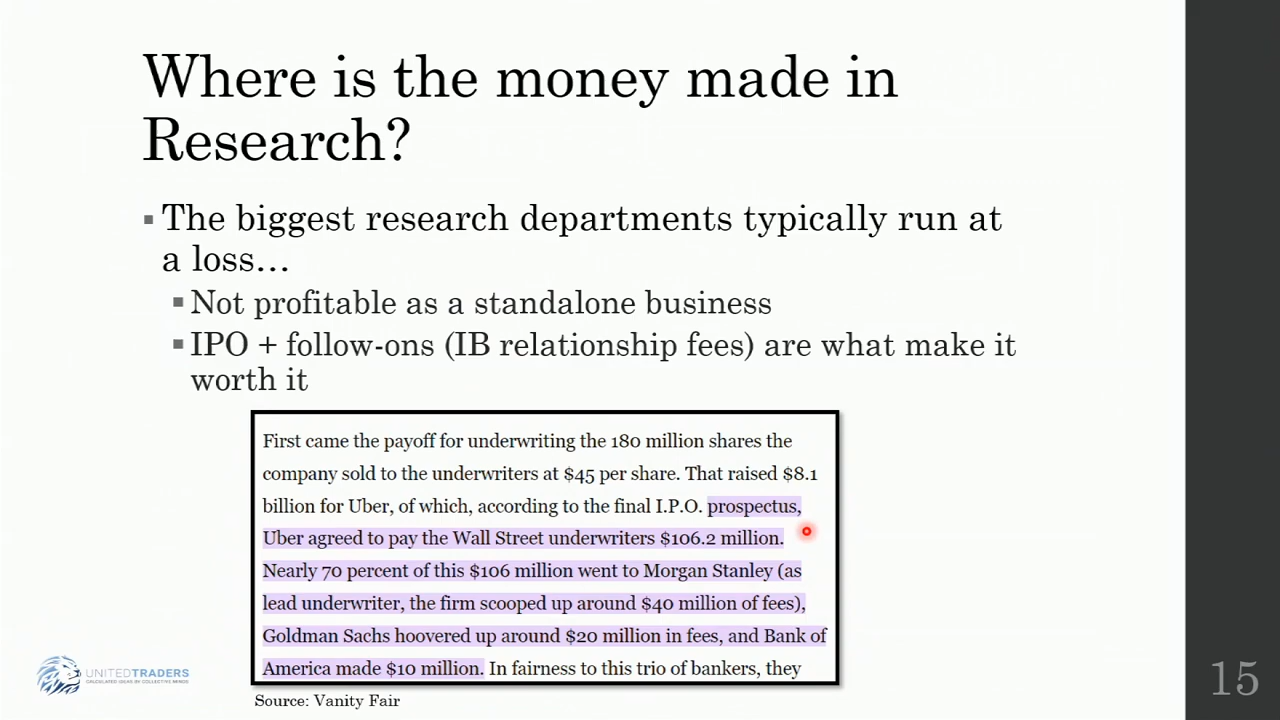 Where is the money made in
Research?
The biggest research departments typically run at
a loss…
Not profitable as a standalone business
IPO + follow-ons (IB relationship fees) are what make it
worth it
First came the payoff for underwriting the 180 million shares the
company sold to the underwriters at $45 per share. That raised $8.1
billion for Uber, of which, according to the final I.P.O. prospectus,
Uber agreed to pay the Wall Street underwriters $106.2 million.
Nearly 70 percent of this $106 million went to Morgan Stanley (as
lead underwriter, the firm scooped up around $40 million of fees),
Goldman Sachs hoovered up around $20 million in fees, and Bank of
America made $10 million. In fairness to this trio of bankers, they
Source: Vanity Fair
UNITEDTRADERS
CALCULATED IDEAS BY COLLECTIVE MINDS
15